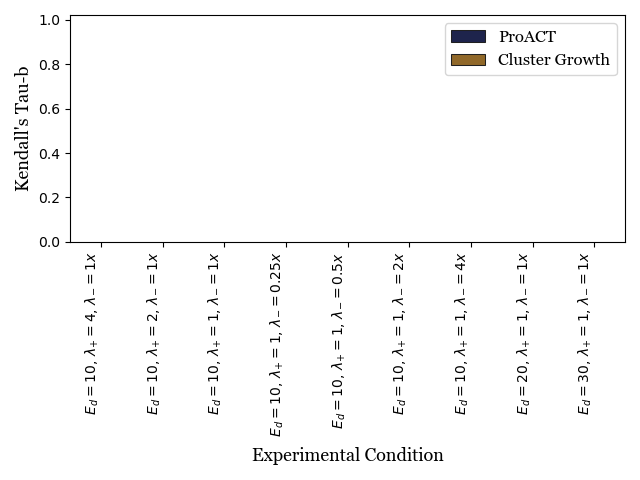 ProACT
Cluster Growth
Kendall's Tau-b
1.0
0.8
0.6
0.4
0.2
0.0
E_d = 10, λ_+ = 4, λ_− = 1x
E_d = 10, λ_+ = 2, λ_− = 1x
E_d = 10, λ_+ = 1, λ_− = 1x
E_d = 10, λ_+ = 1, λ_− = 0.25x
E_d = 10, λ_+ = 1, λ_− = 0.5x
E_d = 10, λ_+ = 1, λ_− = 2x
E_d = 10, λ_+ = 1, λ_− = 4x
E_d = 20, λ_+ = 1, λ_− = 1x
E_d = 30, λ_+ = 1, λ_− = 1x
Experimental Condition